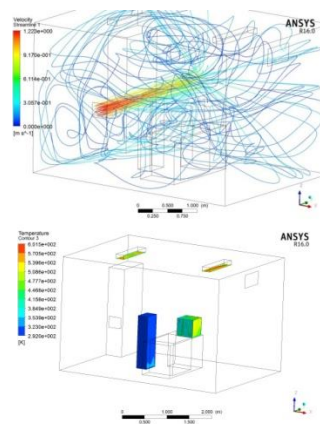 Velocity
Streamline 1
1.222e+000
9.170e-001
6.115e-001
3.057e-001
0.000e+000
[m s^-1]
ANSYS
R16.0
0 0.500 1.000 (m)
0.250 0.750
Temperature
Contour 3
6.015e+002
5.705e+002
5.396e+002
5.086e+002
4.777e+002
4.468e+002
4.158e+002
3.849e+002
3.539e+002
3.230e+002
2.920e+002
[K]
ANSYS
R16.0
0 1.000 2.000 (m)
0.500 1.500